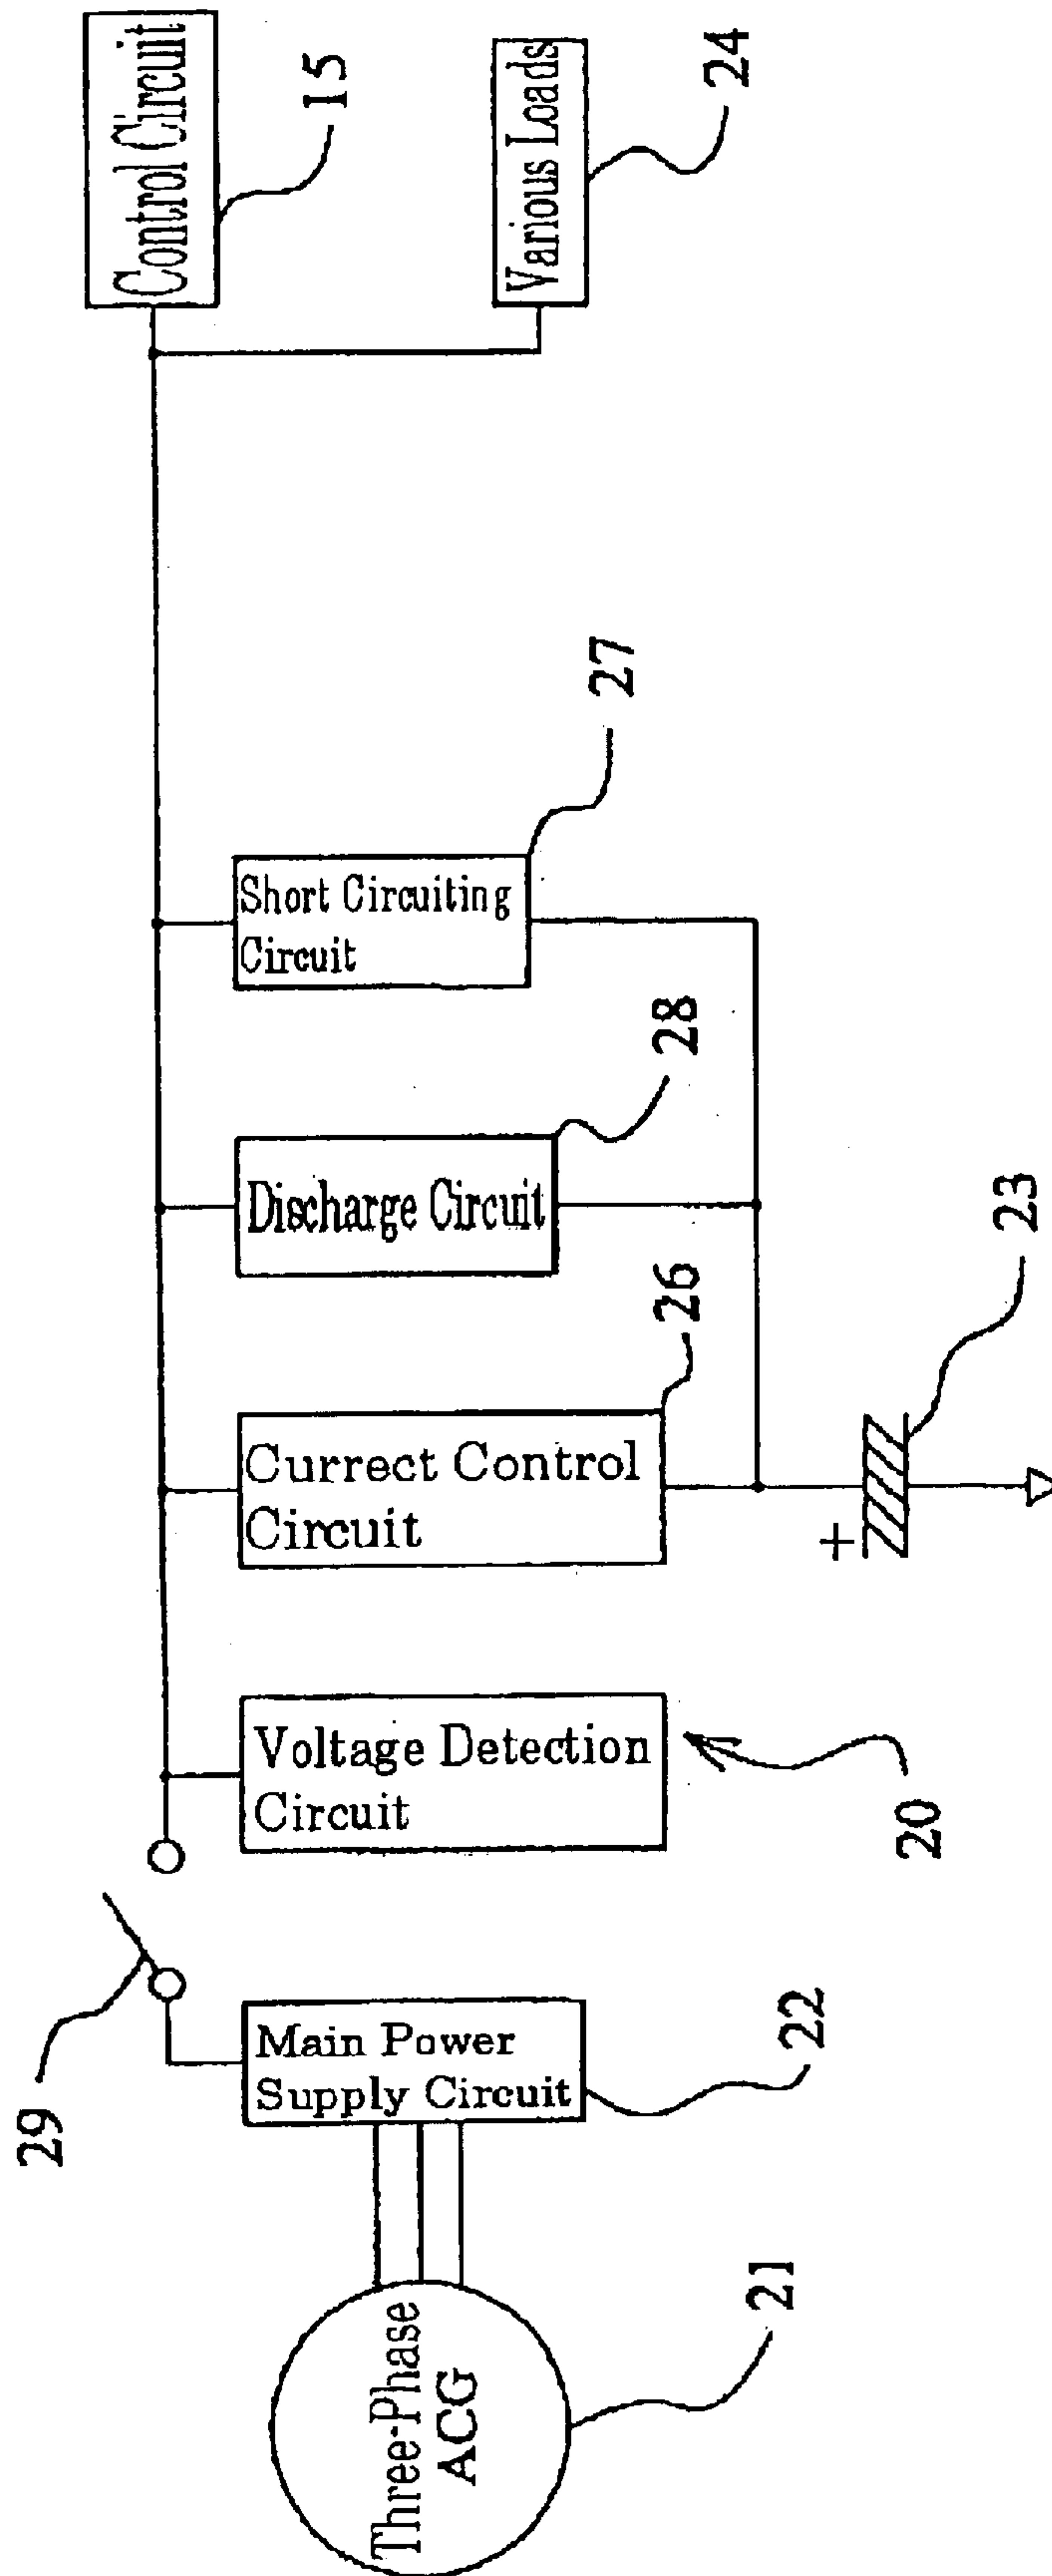 29
Three-Phase
ACG
21
Main Power
Supply Circuit
22
Voltage Detection
Circuit
20
Currect Control
Circuit
26
+
23
Discharge Circuit
28
Short Circuiting
Circuit
27
Control Circuit
15
Various Loads
24